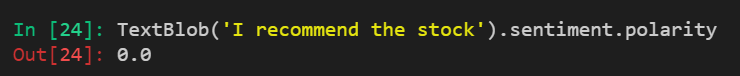 In [24]: TextBlob('I recommend the stock').sentiment.polarity
Out[24]: 0.0